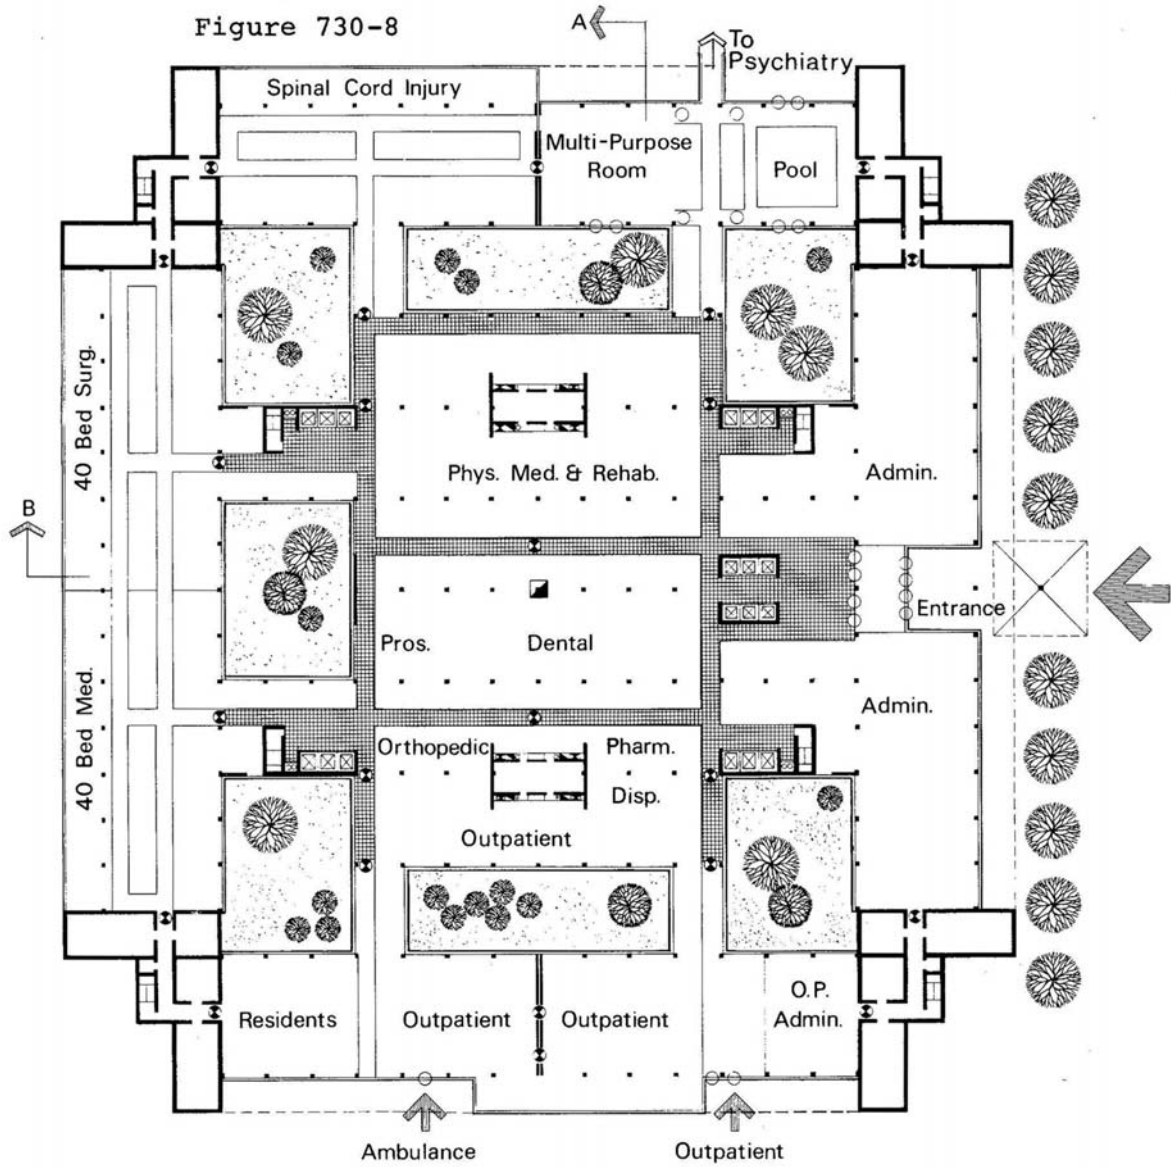 Figure 730-8
A
To
Psychiatry
Spinal Cord Injury
Multi-Purpose
Room
Pool
40 Bed Surg.
Phys. Med. & Rehab.
Admin.
B
Entrance
Pros.
Dental
40 Bed Med.
Admin.
Orthopedic
Pharm.
Disp.
Outpatient
O.P.
Admin.
Residents
Outpatient
Outpatient
Ambulance
Outpatient